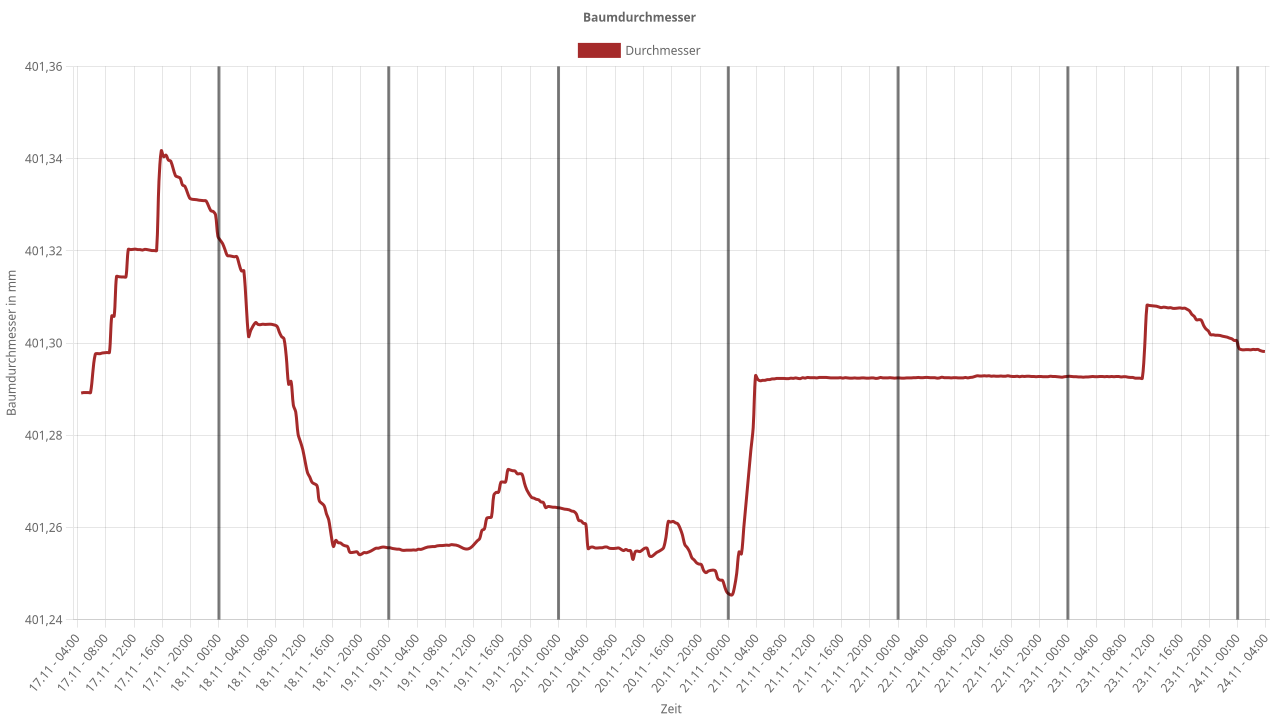 Baumdurchmesser
Durchmesser
401,36
401,34
401,32
401,30
401,28
401,26
401,24
Baumdurchmesser in mm
17.11 - 04:00
17.11 - 08:00
17.11 - 12:00
17.11 - 16:00
17.11 - 20:00
18.11 - 00:00
18.11 - 04:00
18.11 - 08:00
18.11 - 12:00
18.11 - 16:00
18.11 - 20:00
19.11 - 00:00
19.11 - 04:00
19.11 - 08:00
19.11 - 12:00
19.11 - 16:00
19.11 - 20:00
20.11 - 00:00
20.11 - 04:00
20.11 - 08:00
20.11 - 12:00
20.11 - 16:00
20.11 - 20:00
21.11 - 00:00
21.11 - 04:00
21.11 - 08:00
21.11 - 12:00
21.11 - 16:00
21.11 - 20:00
22.11 - 00:00
22.11 - 04:00
22.11 - 08:00
22.11 - 12:00
22.11 - 16:00
22.11 - 20:00
23.11 - 00:00
23.11 - 04:00
23.11 - 08:00
23.11 - 12:00
23.11 - 16:00
23.11 - 20:00
24.11 - 00:00
24.11 - 04:00
Zeit